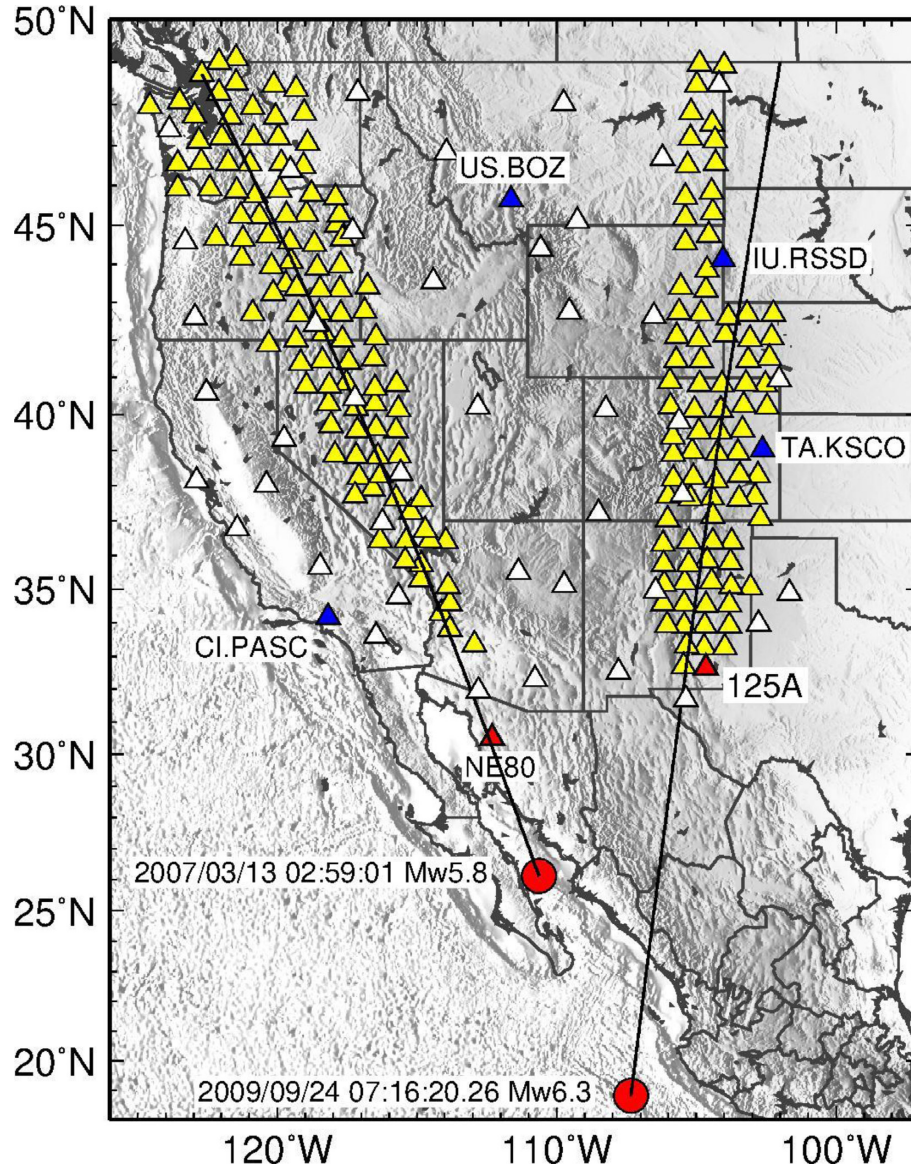 50˚N
US.BOZ
45˚N
IU.RSSD
40˚N
TA.KSCO
35˚N
CI.PASC
125A
30˚N
NE80
2007/03/13 02:59:01 Mw5.8
25˚N
20˚N
2009/09/24 07:16:20.26 Mw6.3
120˚W
110˚W
100˚W